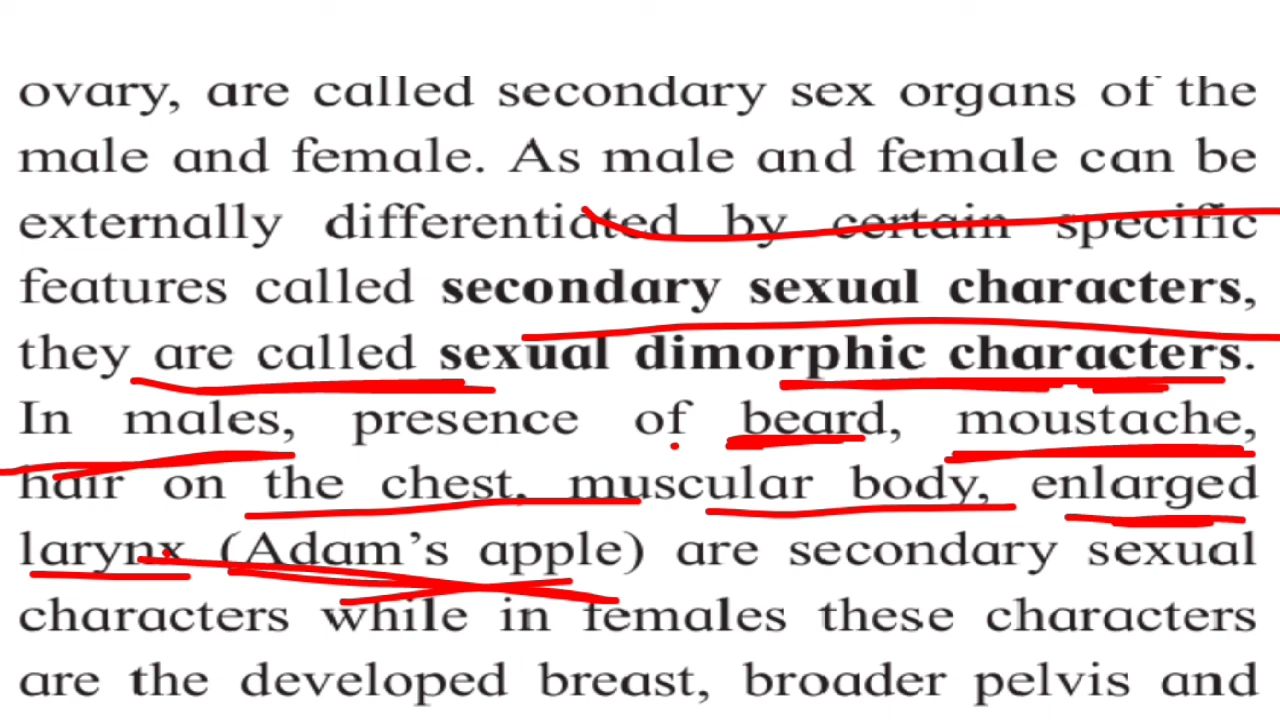 ovary, are called secondary sex organs of the
male and female. As male and female can be
externally differentiated by certain specific
features called secondary sexual characters,
they are called sexual dimorphic characters.
In males, presence of beard, moustache,
hair on the chest, muscular body, enlarged
larynx (Adam's apple) are secondary sexual
characters while in females these characters
are the developed breast, broader pelvis and